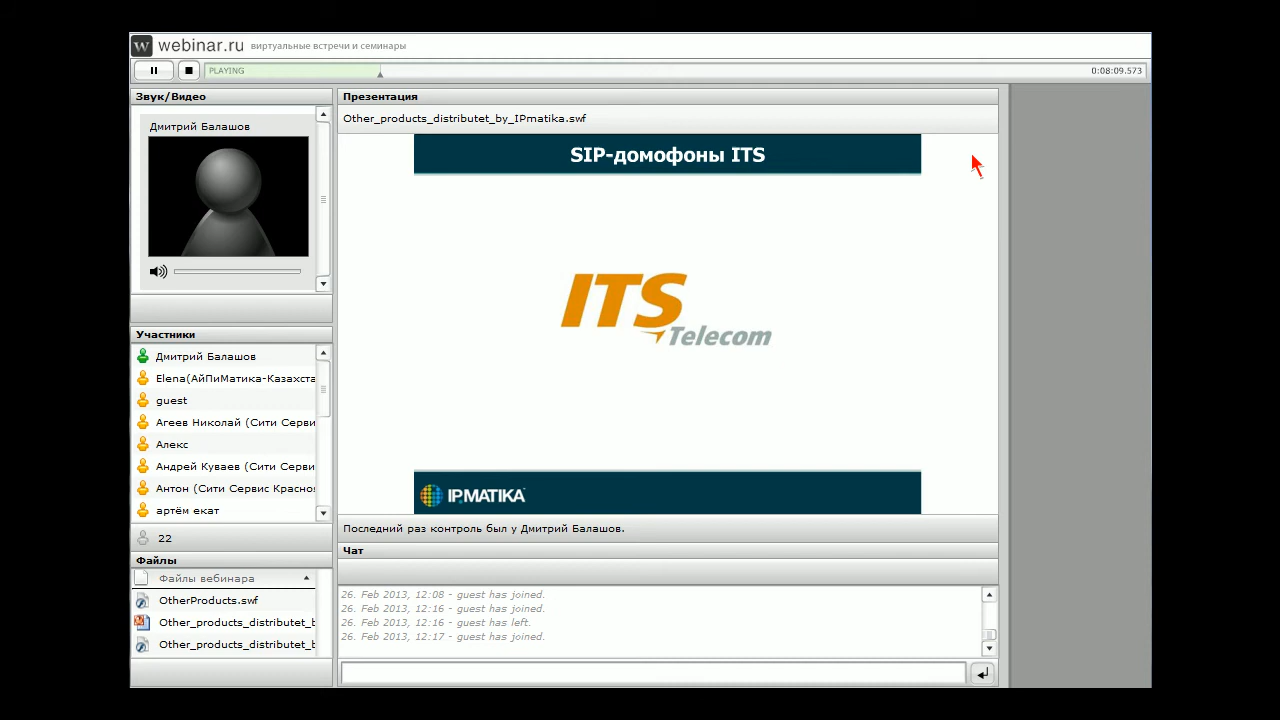 webinar.ru виртуальные встречи и семинары
PLAYING 0:08:09.573
Звук/Видео
Дмитрий Балашов
Участники
Дмитрий Балашов
Elena(АйПиМатика-Казахста
guest
Агеев Николай (Сити Серви
Алекс
Андрей Куваев (Сити Серви
Антон (Сити Сервис Красно
артём екат
22
Файлы
Файлы вебинара
OtherProducts.swf
Other_products_distributet_b
Other_products_distributet_b
Презентация
Other_products_distributet_by_IPmatika.swf
SIP-домофоны ITS
ITS
Telecom
IPMATIKA
Последний раз контроль был у Дмитрий Балашов.
Чат
26. Feb 2013, 12:08 - guest has joined.
26. Feb 2013, 12:16 - guest has joined.
26. Feb 2013, 12:16 - guest has left.
26. Feb 2013, 12:17 - guest has joined.